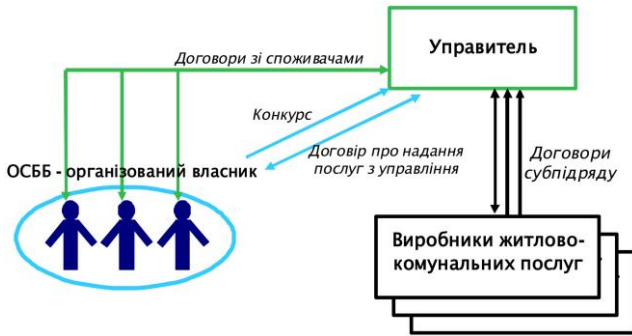 Договори зі споживачами
Управитель
Конкурс
ОСББ - організований власник
Договір про надання
послуг з управління
Договори
субпідряду
Виробники житлово-
комунальних послуг